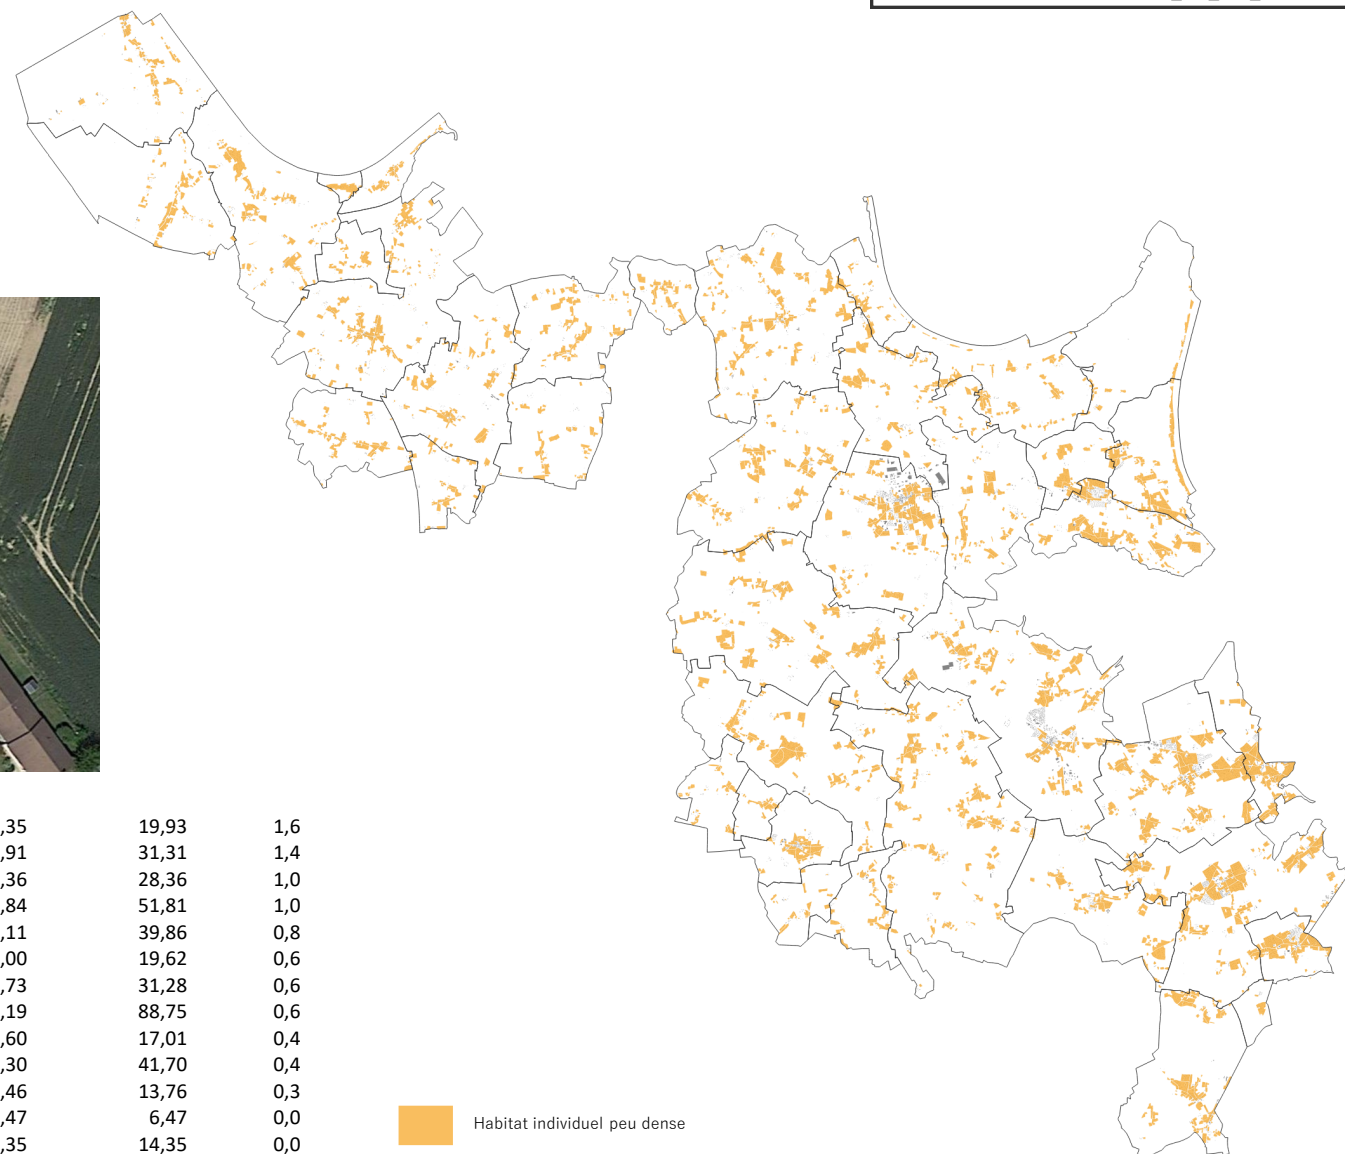 ,35 19,93 1,6
,91 31,31 1,4
,36 28,36 1,0
,84 51,81 1,0
,11 39,86 0,8
,00 19,62 0,6
,73 31,28 0,6
,19 88,75 0,6
,60 17,01 0,4
,30 41,70 0,4
,46 13,76 0,3
,47 6,47 0,0
,35 14,35 0,0
Habitat individuel peu dense